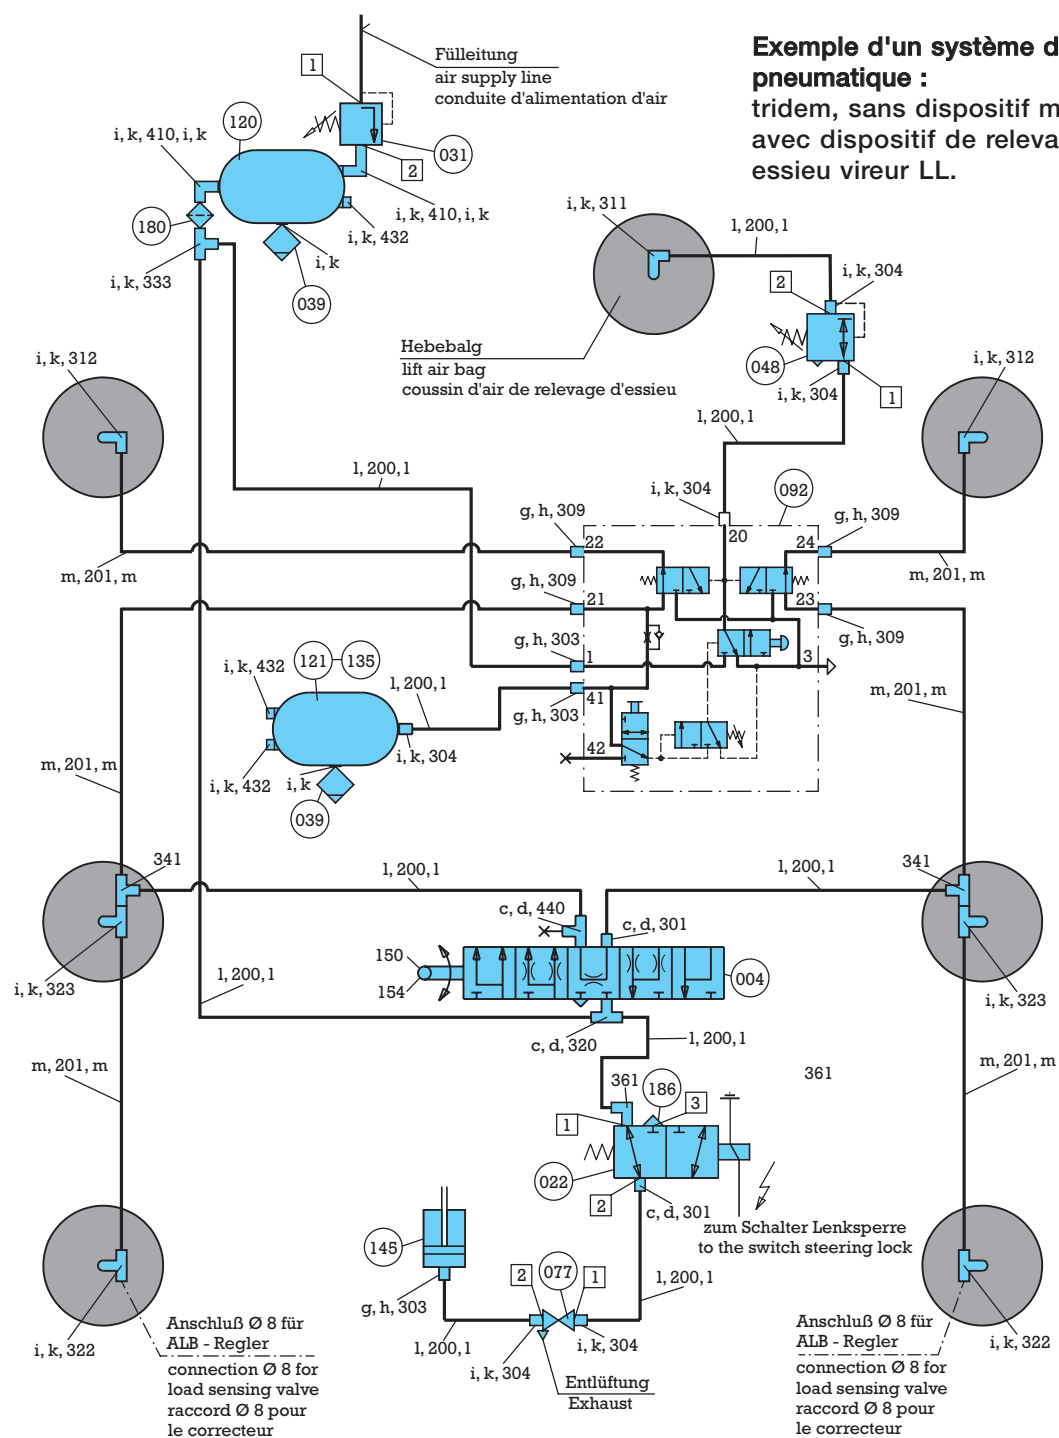 Fülleitung
air supply line
conduite d'alimentation d'air
Exemple d'un système d
pneumatique :
tridem, sans dispositif m
avec dispositif de releva
essieu vireur LL.
1
120
031
2
i, k, 410, i, k
i, k, 410, i, k
180
i, k, 432
i, k
i, k, 333
039
i, k, 311
l, 200, l
i, k, 304
2
048
i, k, 304
1
Hebebalg
lift air bag
coussin d'air de relevage d'essieu
i, k, 312
i, k, 312
l, 200, l
l, 200, l
i, k, 304
092
g, h, 309
22
20
24
g, h, 309
m, 201, m
m, 201, m
g, h, 309
21
23
g, h, 309
g, h, 303
1
3
121
135
i, k, 432
l, 200, l
g, h, 303
41
m, 201, m
42
i, k, 304
m, 201, m
i, k, 432
i, k
039
341
l, 200, l
l, 200, l
341
c, d, 440
c, d, 301
150
154
004
i, k, 323
l, 200, l
i, k, 323
c, d, 320
l, 200, l
m, 201, m
m, 201, m
361
361
186
3
1
022
2
c, d, 301
zum Schalter Lenksperre
to the switch steering lock
145
g, h, 303
2
077
1
l, 200, l
l, 200, l
i, k, 304
i, k, 304
Entlüftung
Exhaust
i, k, 322
Anschluß Ø 8 für
ALB - Regler
connection Ø 8 for
load sensing valve
raccord Ø 8 pour
le correcteur
Anschluß Ø 8 für
ALB - Regler
connection Ø 8 for
load sensing valve
raccord Ø 8 pour
le correcteur
i, k, 322